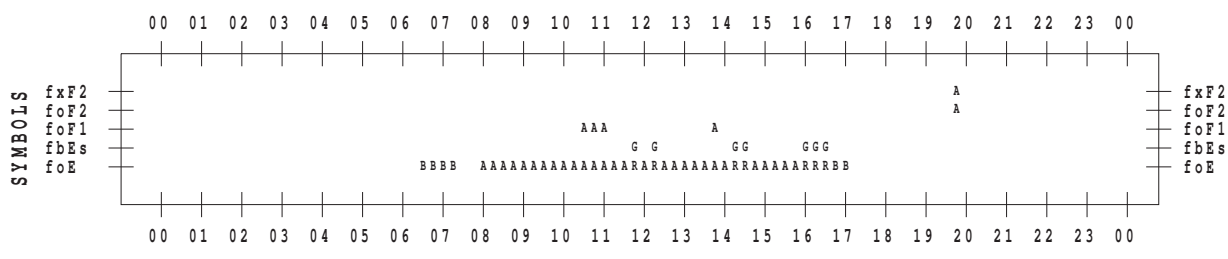 00 01 02 03 04 05 06 07 08 09 10 11 12 13 14 15 16 17 18 19 20 21 22 23 00
SYMBOLS
fxF2 A fxF2
foF2 A foF2
foF1 AAA A foF1
fbEs G G GG GGG fbEs
foE BBBB AAAAAAAAAAAAAAARARAAAAAAARRAAAAARRRBB foE
00 01 02 03 04 05 06 07 08 09 10 11 12 13 14 15 16 17 18 19 20 21 22 23 00